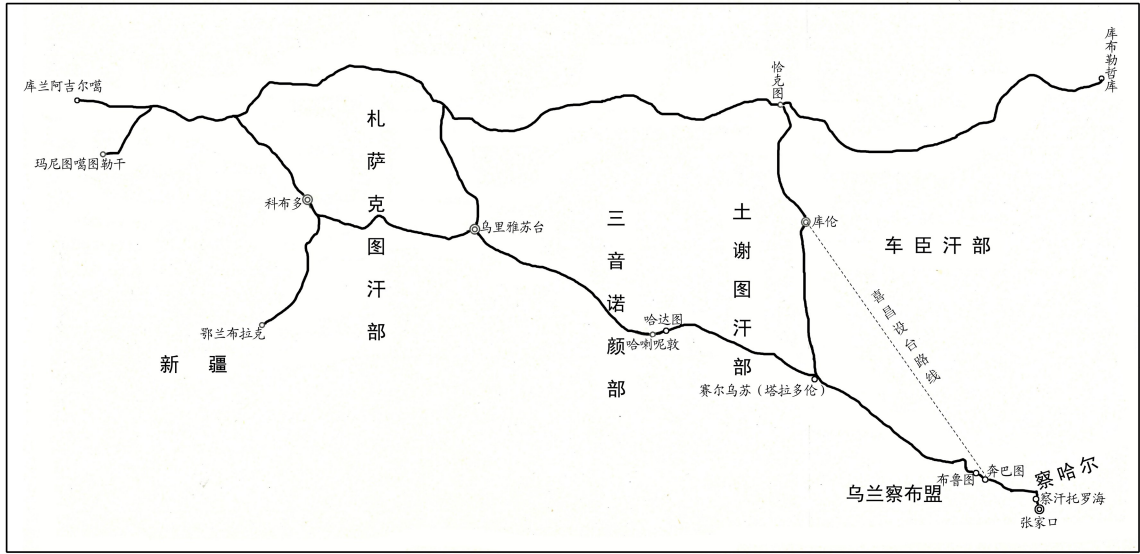 库布勒哲库
恰克图
库兰阿吉尔噶
玛尼图噶图勒干
札萨克图汗部
科布多
乌里雅苏台
三音诺颜部
土谢图汗部
库伦
车臣汗部
喜昌设台路线
鄂兰布拉克
哈达图
哈喇呢敦
新疆
赛尔乌苏（塔拉多伦）
察哈尔
奔巴图
布鲁图
乌兰察布盟
察汗托罗海
张家口